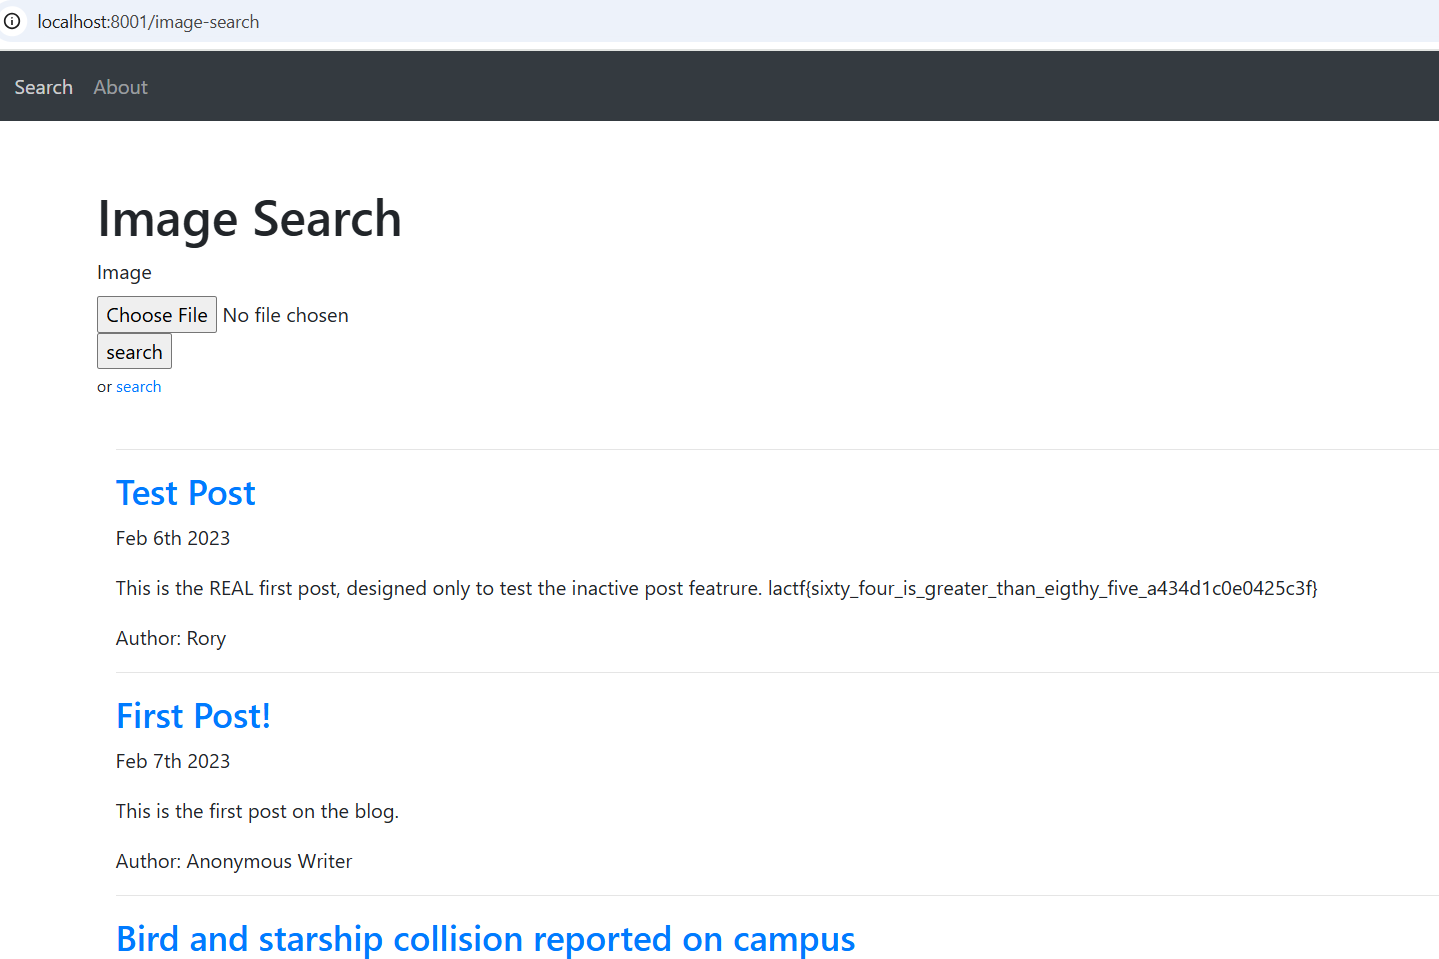 localhost:8001/image-search
Search About
Image Search
Image
Choose File No file chosen
search
or search
Test Post
Feb 6th 2023
This is the REAL first post, designed only to test the inactive post featrure. lactf{sixty_four_is_greater_than_eigthy_five_a434d1c0e0425c3f}
Author: Rory
First Post!
Feb 7th 2023
This is the first post on the blog.
Author: Anonymous Writer
Bird and starship collision reported on campus